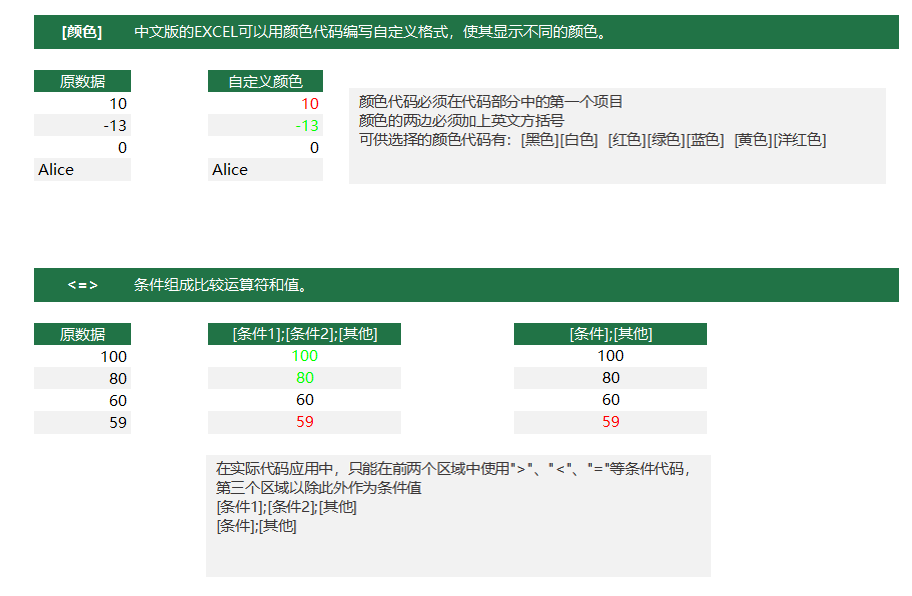 [颜色] 中文版的EXCEL可以用颜色代码编写自定义格式，使其显示不同的颜色。
原数据 自定义颜色
10 10
-13 -13
0 0
Alice Alice
颜色代码必须在代码部分中的第一个项目
颜色的两边必须加上英文方括号
可供选择的颜色代码有：[黑色][白色] [红色][绿色][蓝色] [黄色][洋红色]
<=> 条件组成比较运算符和值。
原数据 [条件1];[条件2];[其他] [条件];[其他]
100 100 100
80 80 80
60 60 60
59 59 59
在实际代码应用中，只能在前两个区域中使用">"、"<"、"="等条件代码，
第三个区域以除此外作为条件值
[条件1];[条件2];[其他]
[条件];[其他]